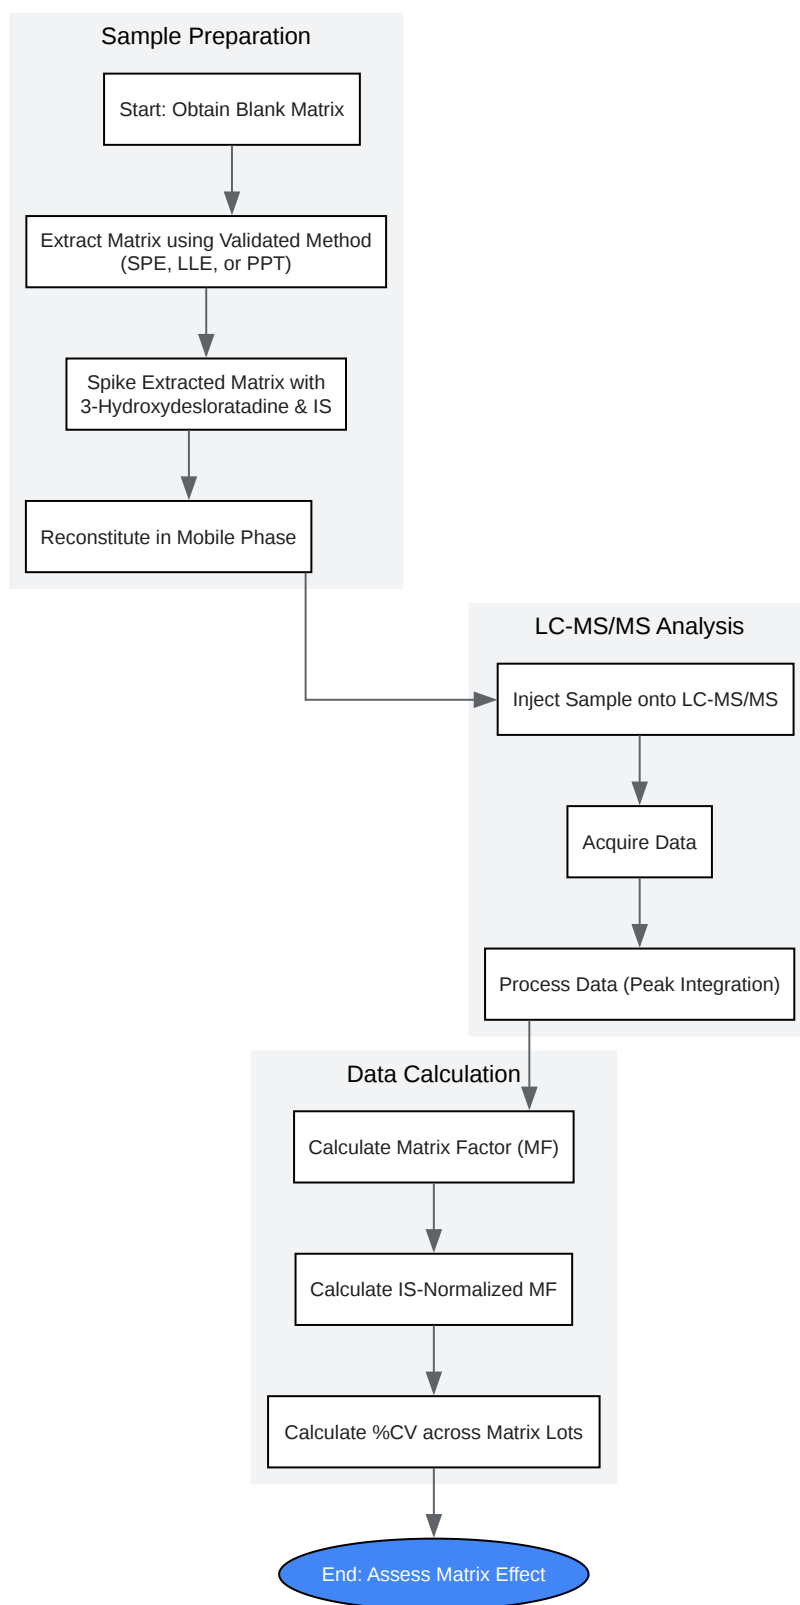 Sample Preparation
Start: Obtain Blank Matrix
Extract Matrix using Validated Method
(SPE, LLE, or PPT)
Spike Extracted Matrix with
3-Hydroxydesloratadine & IS
Reconstitute in Mobile Phase
LC-MS/MS Analysis
Inject Sample onto LC-MS/MS
Acquire Data
Process Data (Peak Integration)
Data Calculation
Calculate Matrix Factor (MF)
Calculate IS-Normalized MF
Calculate %CV across Matrix Lots
End: Assess Matrix Effect